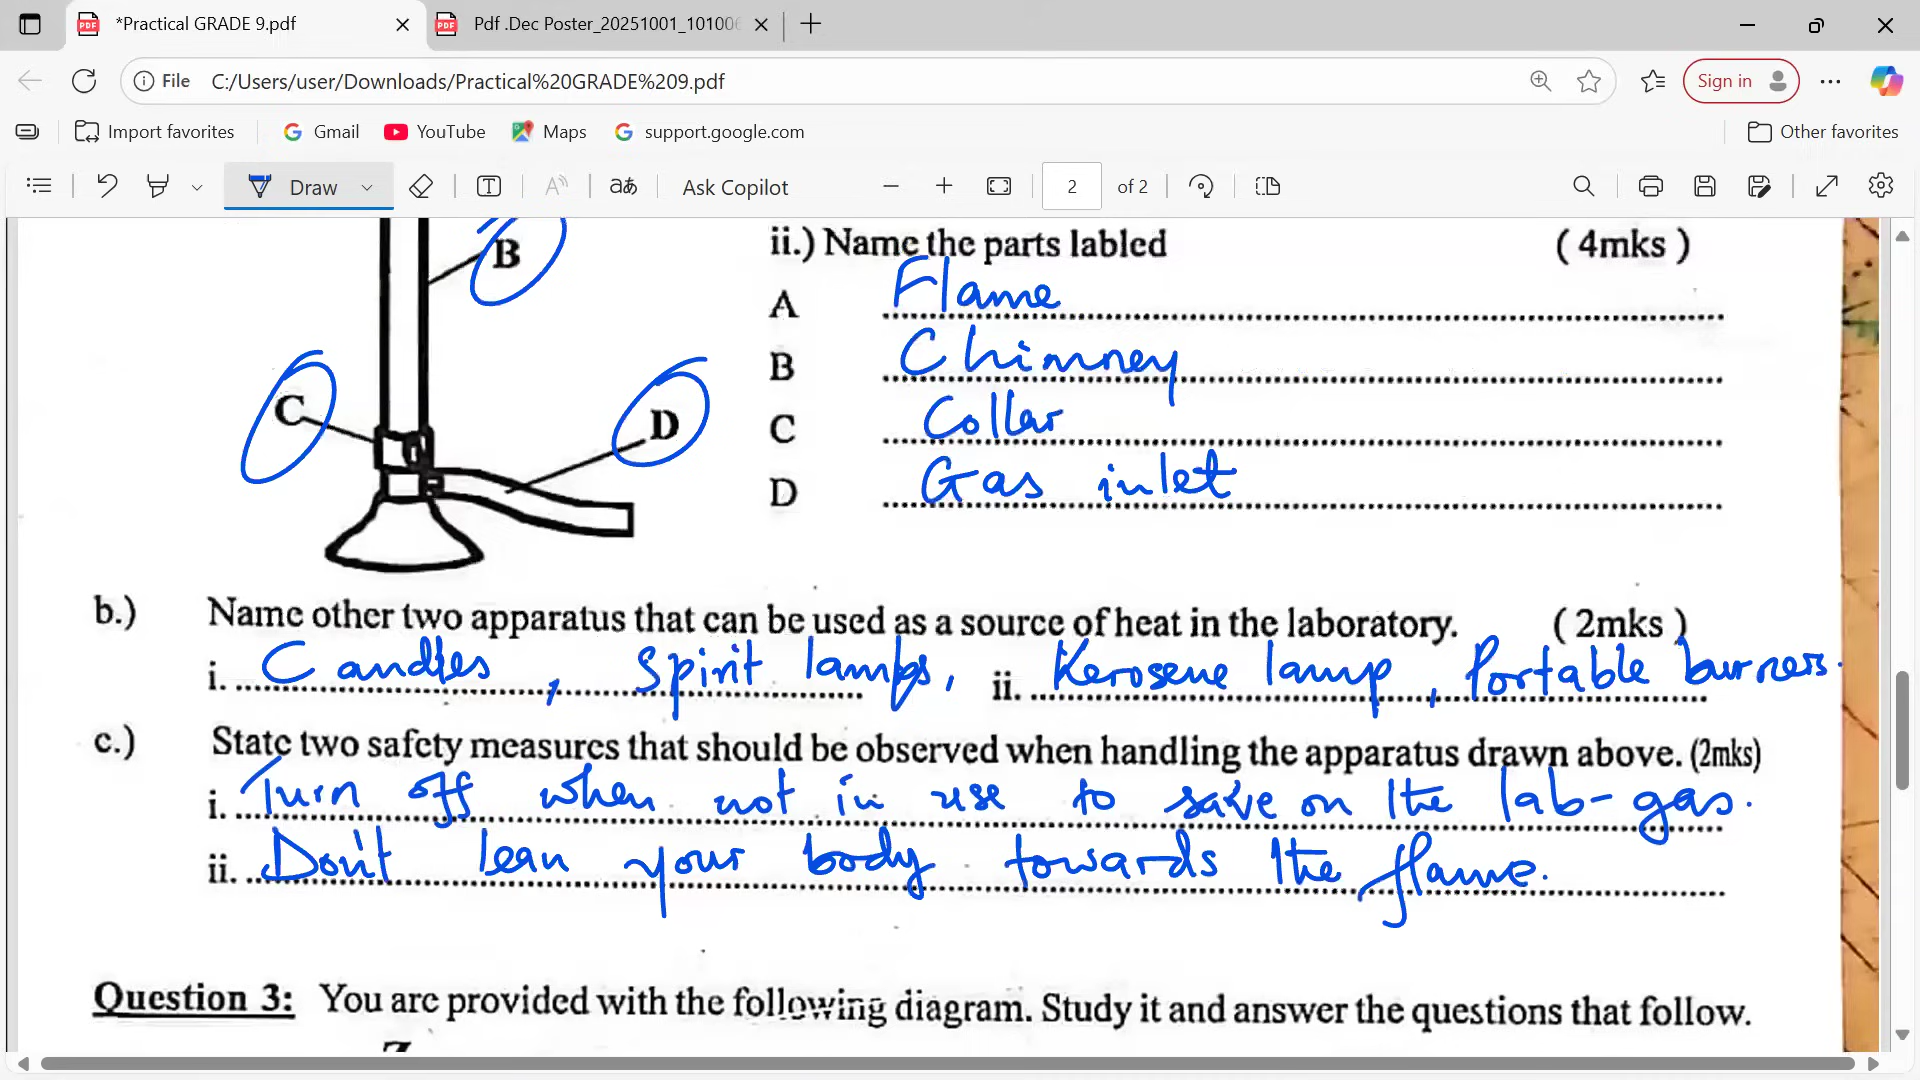 *Practical GRADE 9.pdf
Pdf .Dec Poster_20251001_10100
File C:/Users/user/Downloads/Practical%20GRADE%209.pdf
Sign in
Import favorites Gmail YouTube Maps support.google.com Other favorites
Draw Ask Copilot 2 of 2
B
ii.) Name the parts labled ( 4mks )
A Flame
B Chimney
C
C Collar
D
D Gas inlet
b.) Name other two apparatus that can be used as a source of heat in the laboratory. ( 2mks )
i. Candles , Spirit lamps, ii. Kerosene lamp , Portable burners.
c.) State two safety measures that should be observed when handling the apparatus drawn above. (2mks)
i. Turn off when not in use to save on the lab-gas.
ii. Don't lean your body towards the flame.
Question 3: You are provided with the following diagram. Study it and answer the questions that follow.